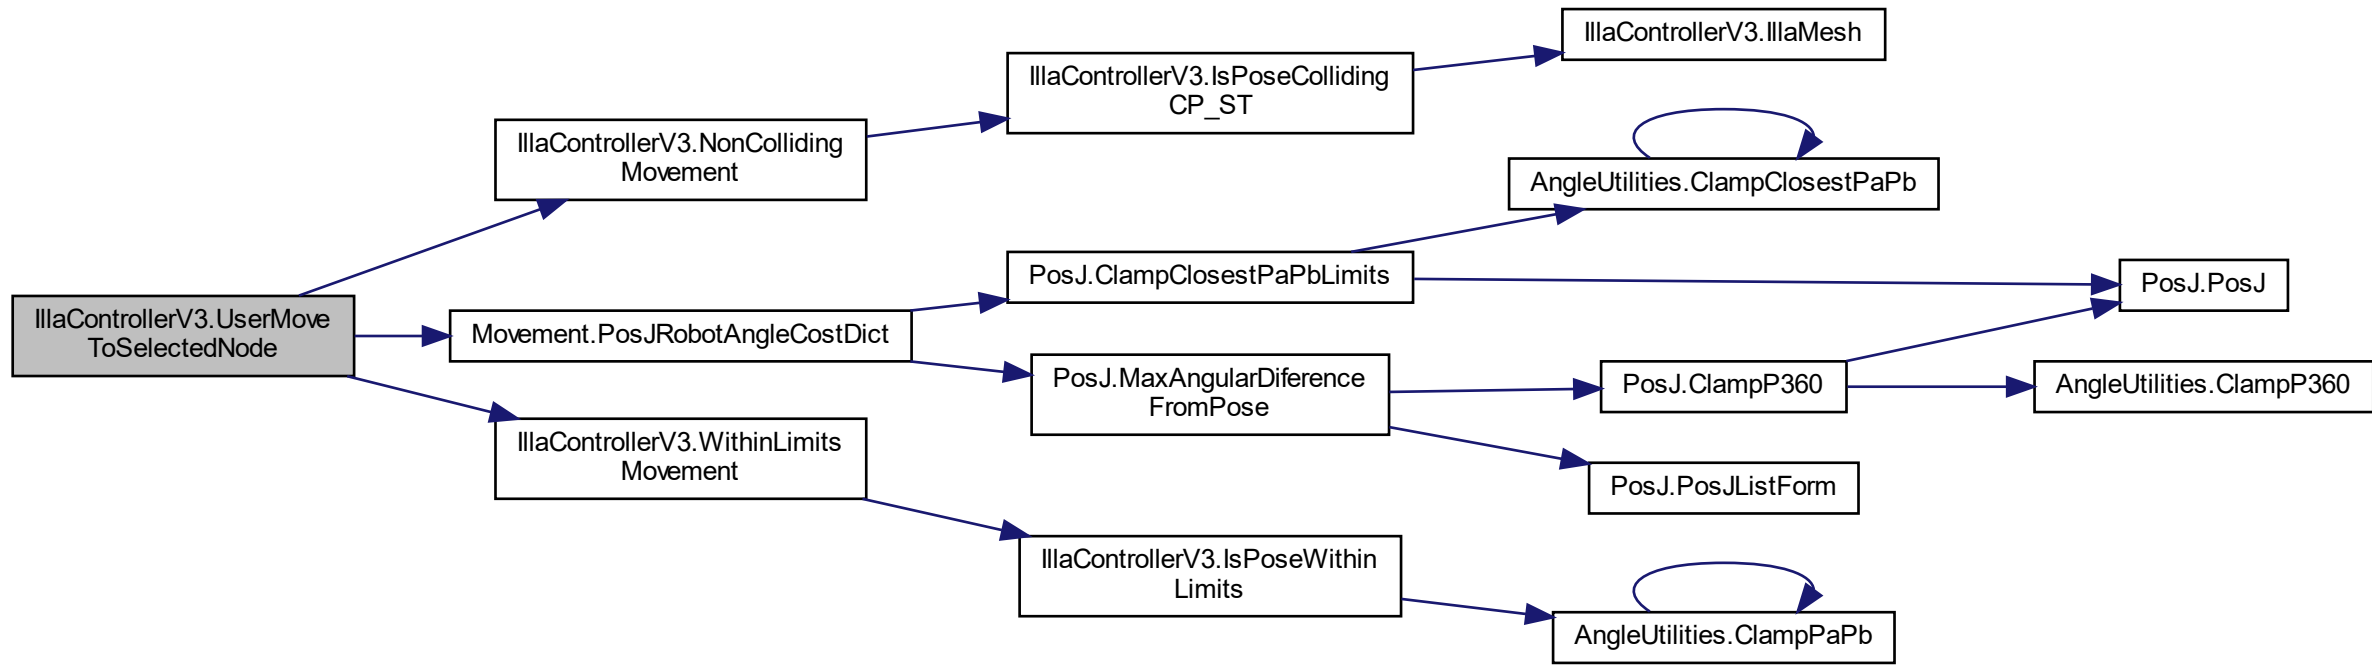 IllaControllerV3.UserMove
ToSelectedNode
IllaControllerV3.NonColliding
Movement
Movement.PosJRobotAngleCostDict
IllaControllerV3.WithinLimits
Movement
IllaControllerV3.IsPoseColliding
CP_ST
PosJ.ClampClosestPaPbLimits
PosJ.MaxAngularDiference
FromPose
IllaControllerV3.IsPoseWithin
Limits
IllaControllerV3.IllaMesh
AngleUtilities.ClampClosestPaPb
PosJ.ClampP360
PosJ.PosJListForm
AngleUtilities.ClampPaPb
PosJ.PosJ
AngleUtilities.ClampP360